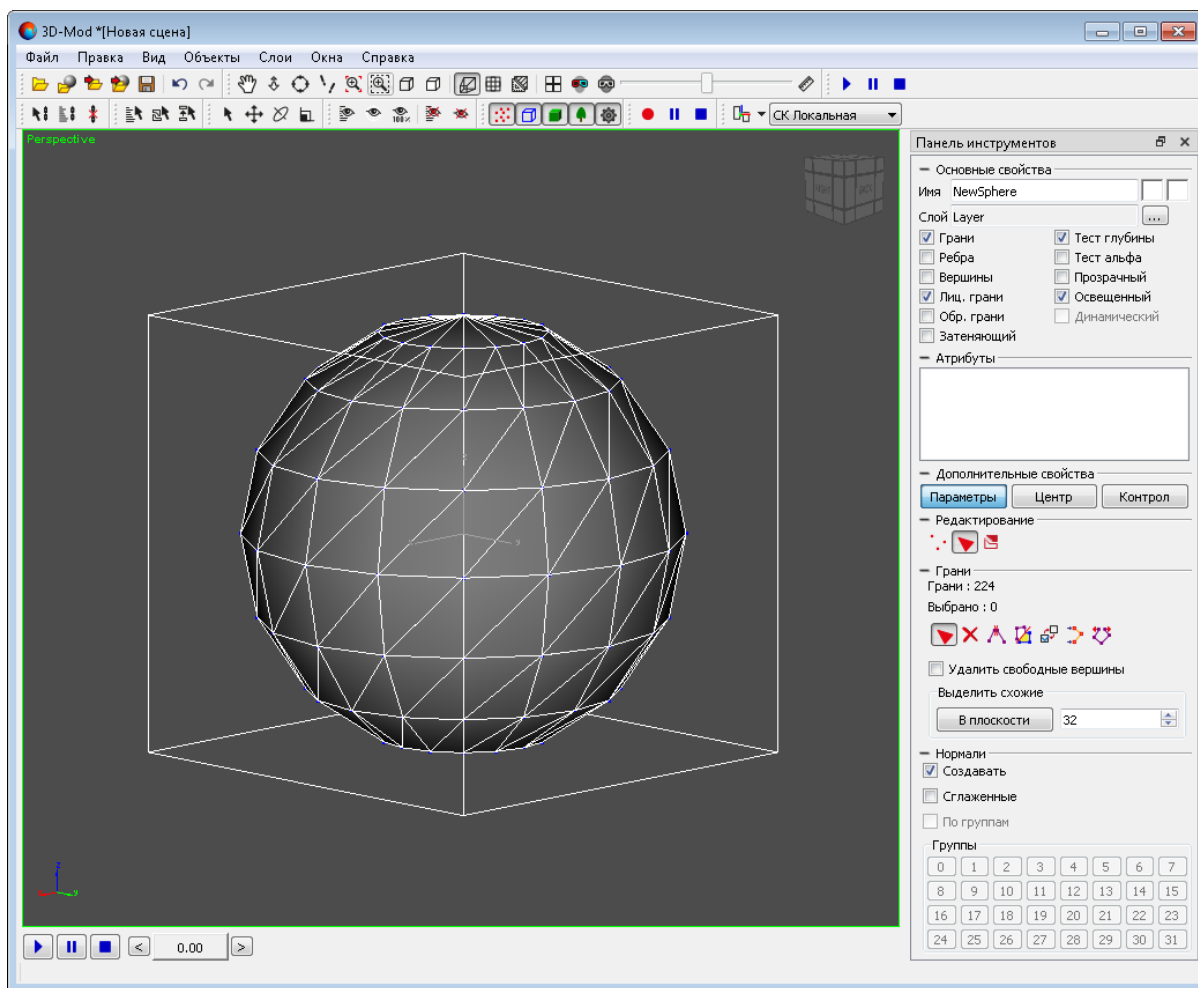 3D-Mod *[Новая сцена]
Файл Правка Вид Объекты Слои Окна Справка
100% СК Локальная
Perspective
Панель инструментов
Основные свойства
Имя NewSphere
Слой Layer ...
Грани Тест глубины
Ребра Тест альфа
Вершины Прозрачный
Лиц. грани Освещенный
Обр. грани Динамический
Затеняющий
Атрибуты
Дополнительные свойства
Параметры Центр Контрол
Редактирование
Грани
Грани : 224
Выбрано : 0
Удалить свободные вершины
Выделить схожие
В плоскости 32
Нормали
Создавать
Сглаженные
По группам
Группы
0 1 2 3 4 5 6 7
8 9 10 11 12 13 14 15
16 17 18 19 20 21 22 23
24 25 26 27 28 29 30 31
z
y
< 0.00 >